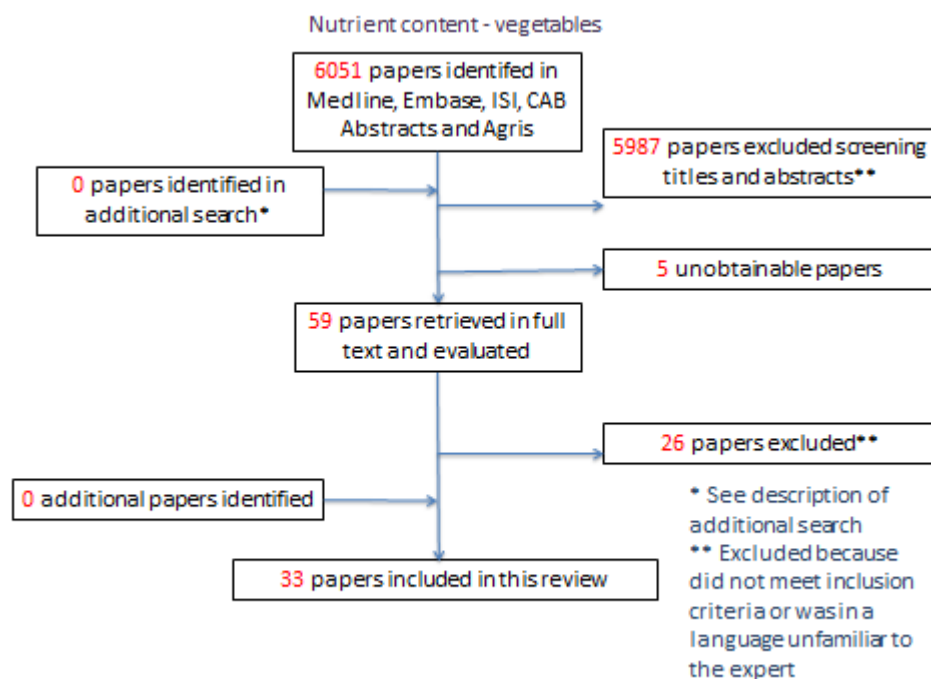 Nutrient content - vegetables
6051 papers identifed in
Medline, Embase, ISI, CAB
Abstracts and Agris
5987 papers excluded screening
titles and abstracts**
0 papers identified in
additional search*
5 unobtainable papers
59 papers retrieved in full
text and evaluated
26 papers excluded**
0 additional papers identified
33 papers included in this review
* See description of
additional search
** Excluded because
did not meet inclusion
criteria or was in a
language unfamiliar to
the expert